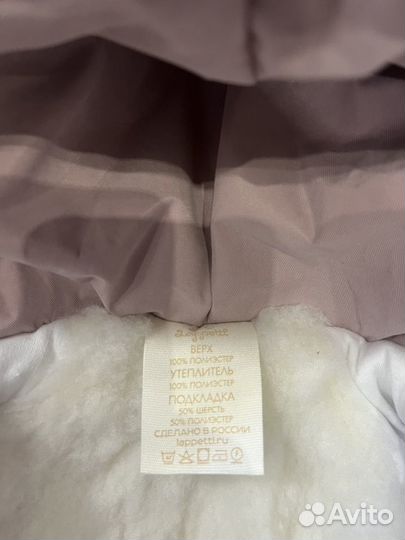 Lappetti
ВЕРХ
100% ПОЛИЭСТЕР
УТЕПЛИТЕЛЬ
100% ПОЛИЭСТЕР
ПОДКЛАДКА
50% ШЕРСТЬ
50% ПОЛИЭСТЕР
СДЕЛАНО В РОССИИ
lappetti.ru
Avito